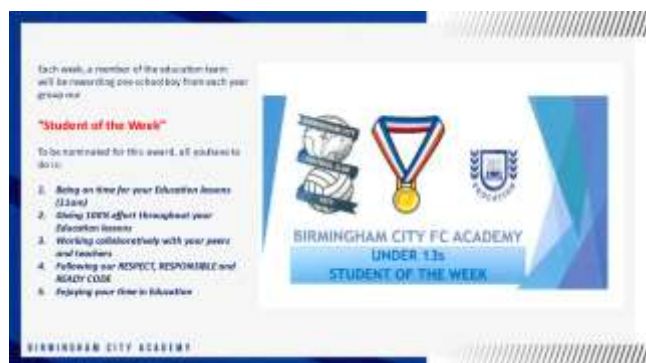 Each week, a member of the education team
will be rewarding one schoolboy from each year
group our
"Student of the Week"
To be nominated for this award, all you have to
do is:
1. Being on time for your Education lessons
(11am)
2. Giving 100% effort throughout your
Education lessons
3. Working collaboratively with your peers
and teachers
4. Following our RESPECT, RESPONSIBLE and
READY CODE
5. Enjoying your time in Education
EDUCATION
BIRMINGHAM CITY FC ACADEMY
UNDER 13s
STUDENT OF THE WEEK
BIRMINGHAM CITY ACADEMY